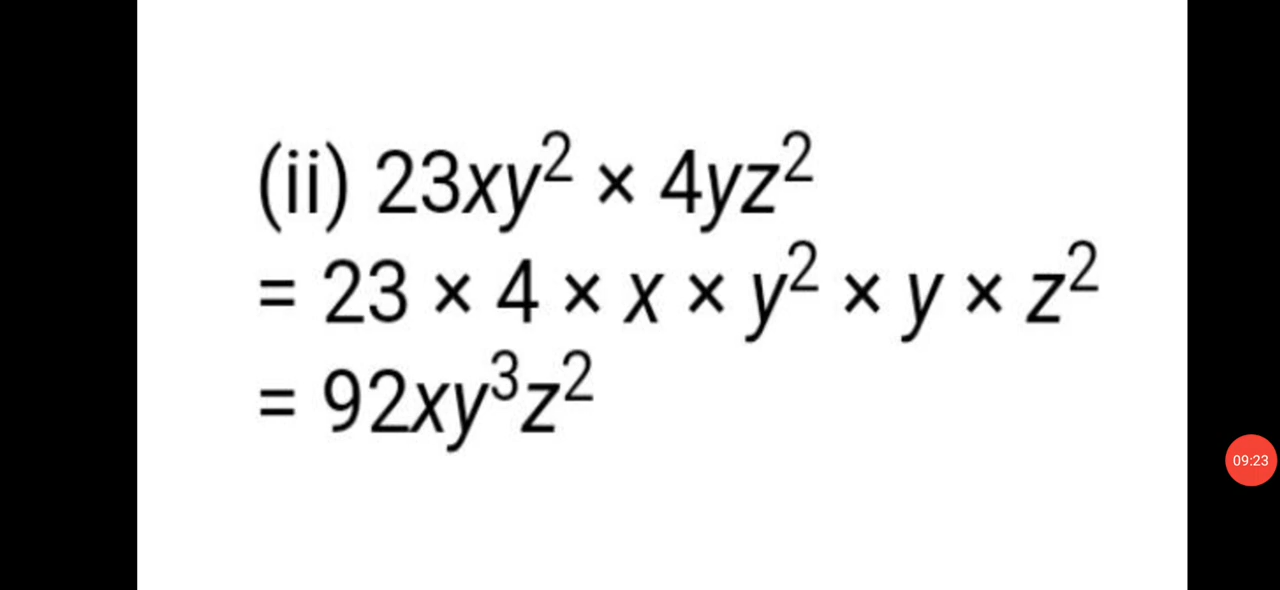 (ii) 23xy² × 4yz²
= 23 × 4 × x × y² × y × z²
= 92xy³z²
09:23